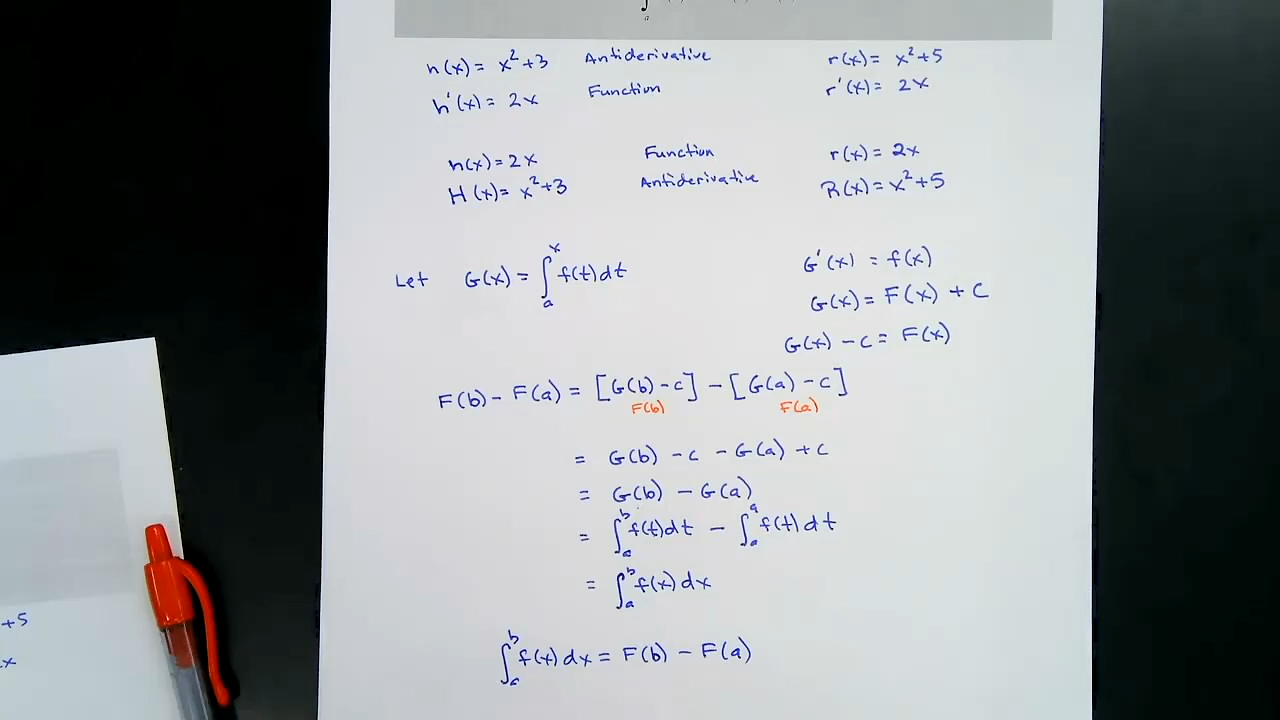 h(x) = x² + 3 Antiderivative r(x) = x² + 5
h'(x) = 2x Function r'(x) = 2x
h(x) = 2x Function r(x) = 2x
H(x) = x² + 3 Antiderivative R(x) = x² + 5
Let G(x) = ∫ₐˣ f(t) dt G'(x) = f(x)
G(x) = F(x) + C
G(x) - c = F(x)
F(b) - F(a) = [G(b) - c] - [G(a) - c]
F(b) F(a)
= G(b) - c - G(a) + c
= G(b) - G(a)
= ∫ₐᵇ f(t) dt - ∫ₐᵃ f(t) dt
= ∫ₐᵇ f(x) dx
∫ₐᵇ f(x) dx = F(b) - F(a)
+5
x